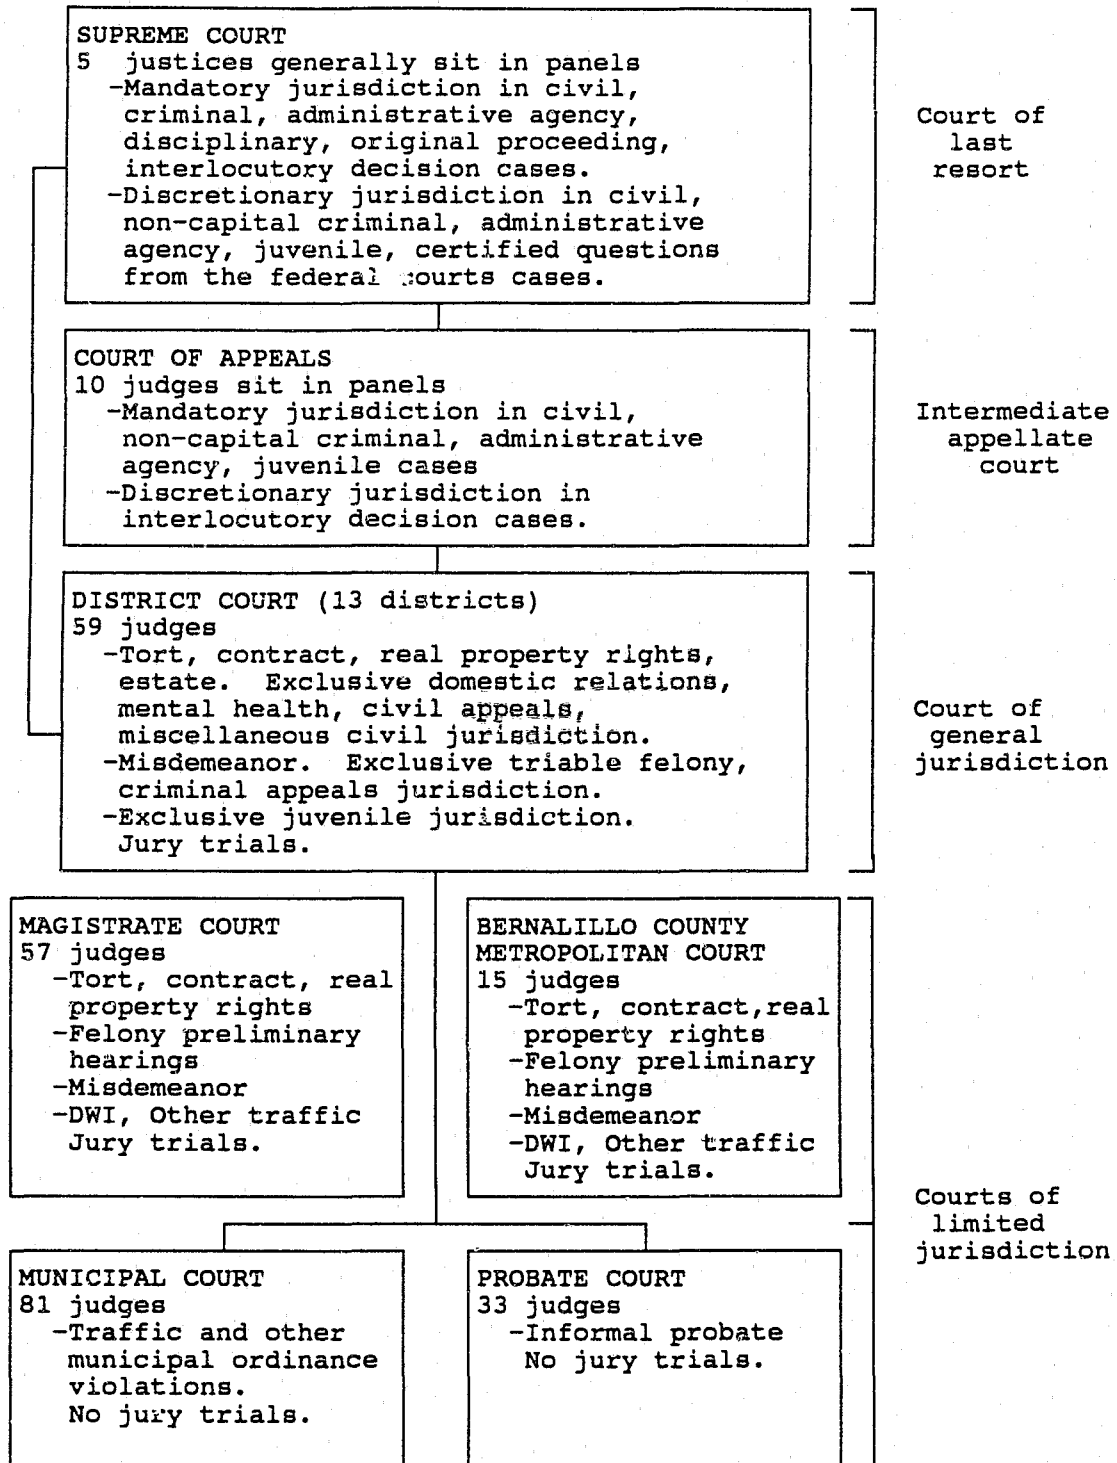 SUPREME COURT
5 justices generally sit in panels
-Mandatory jurisdiction in civil,
criminal, administrative agency,
disciplinary, original proceeding,
interlocutory decision cases.
-Discretionary jurisdiction in civil,
non-capital criminal, administrative
agency, juvenile, certified questions
from the federal courts cases.
Court of
last
resort
COURT OF APPEALS
10 judges sit in panels
-Mandatory jurisdiction in civil,
non-capital criminal, administrative
agency, juvenile cases
-Discretionary jurisdiction in
interlocutory decision cases.
Intermediate
appellate
court
DISTRICT COURT (13 districts)
59 judges
-Tort, contract, real property rights,
estate. Exclusive domestic relations,
mental health, civil appeals,
miscellaneous civil jurisdiction.
-Misdemeanor. Exclusive triable felony,
criminal appeals jurisdiction.
-Exclusive juvenile jurisdiction.
Jury trials.
Court of
general
jurisdiction
MAGISTRATE COURT
57 judges
-Tort, contract, real
property rights
-Felony preliminary
hearings
-Misdemeanor
-DWI, Other traffic
Jury trials.
BERNALILLO COUNTY
METROPOLITAN COURT
15 judges
-Tort, contract,real
property rights
-Felony preliminary
hearings
-Misdemeanor
-DWI, Other traffic
Jury trials.
Courts of
limited
jurisdiction
MUNICIPAL COURT
81 judges
-Traffic and other
municipal ordinance
violations.
No jury trials.
PROBATE COURT
33 judges
-Informal probate
No jury trials.